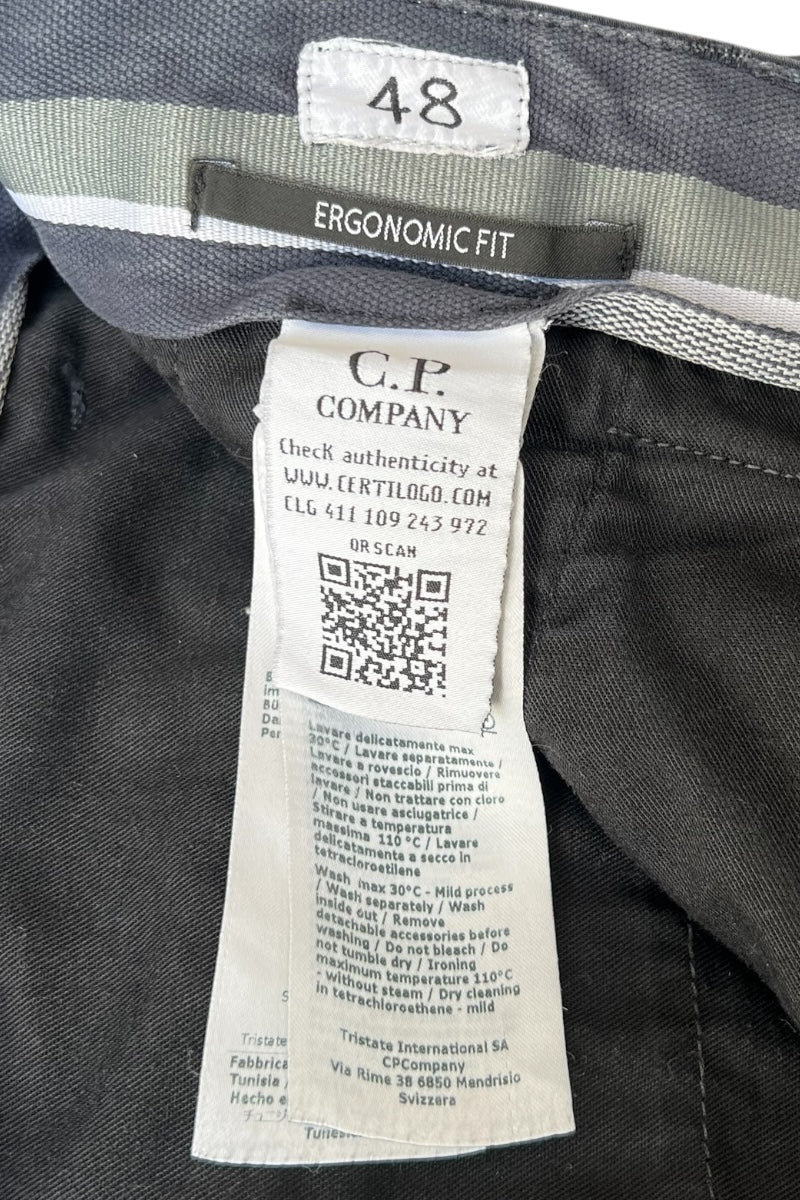 48
ERGONOMIC FIT
C.P.
COMPANY
Check authenticity at
WWW.CERTILOGO.COM
CLG 411 109 243 972
QR SCAN
Lavare delicatamente max
30°C / Lavare separatamente /
Lavare a rovescio / Rimuovere
accessori staccabili prima di
lavare / Non trattare con cloro
/ Non usare asciugatrice /
Stirare a temperatura
massima 110°C / Lavare
delicatamente a secco in
tetracloroetilene
Wash max 30°C - Mild process
/ Wash separately / Wash
inside out / Remove
detachable accessories before
washing / Do not bleach / Do
not tumble dry / Ironing
maximum temperature 110°C
- without steam / Dry cleaning
in tetrachloroethene - mild
Tristate International SA
CPCompany
Via Rime 38 6850 Mendrisio
Svizzera
Tristate
Fabbrica
Tunisia /
Hecho e